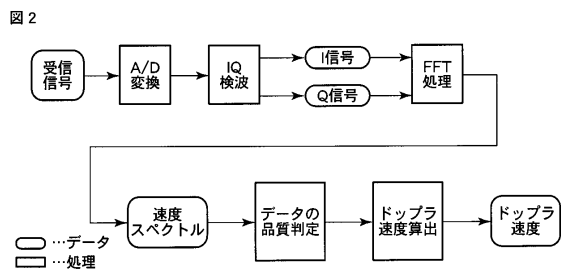 図2
受信
信号
A/D
変換
IQ
検波
I信号
Q信号
FFT
処理
速度
スペクトル
データの
品質判定
ドップラ
速度算出
ドップラ
速度
…データ
…処理